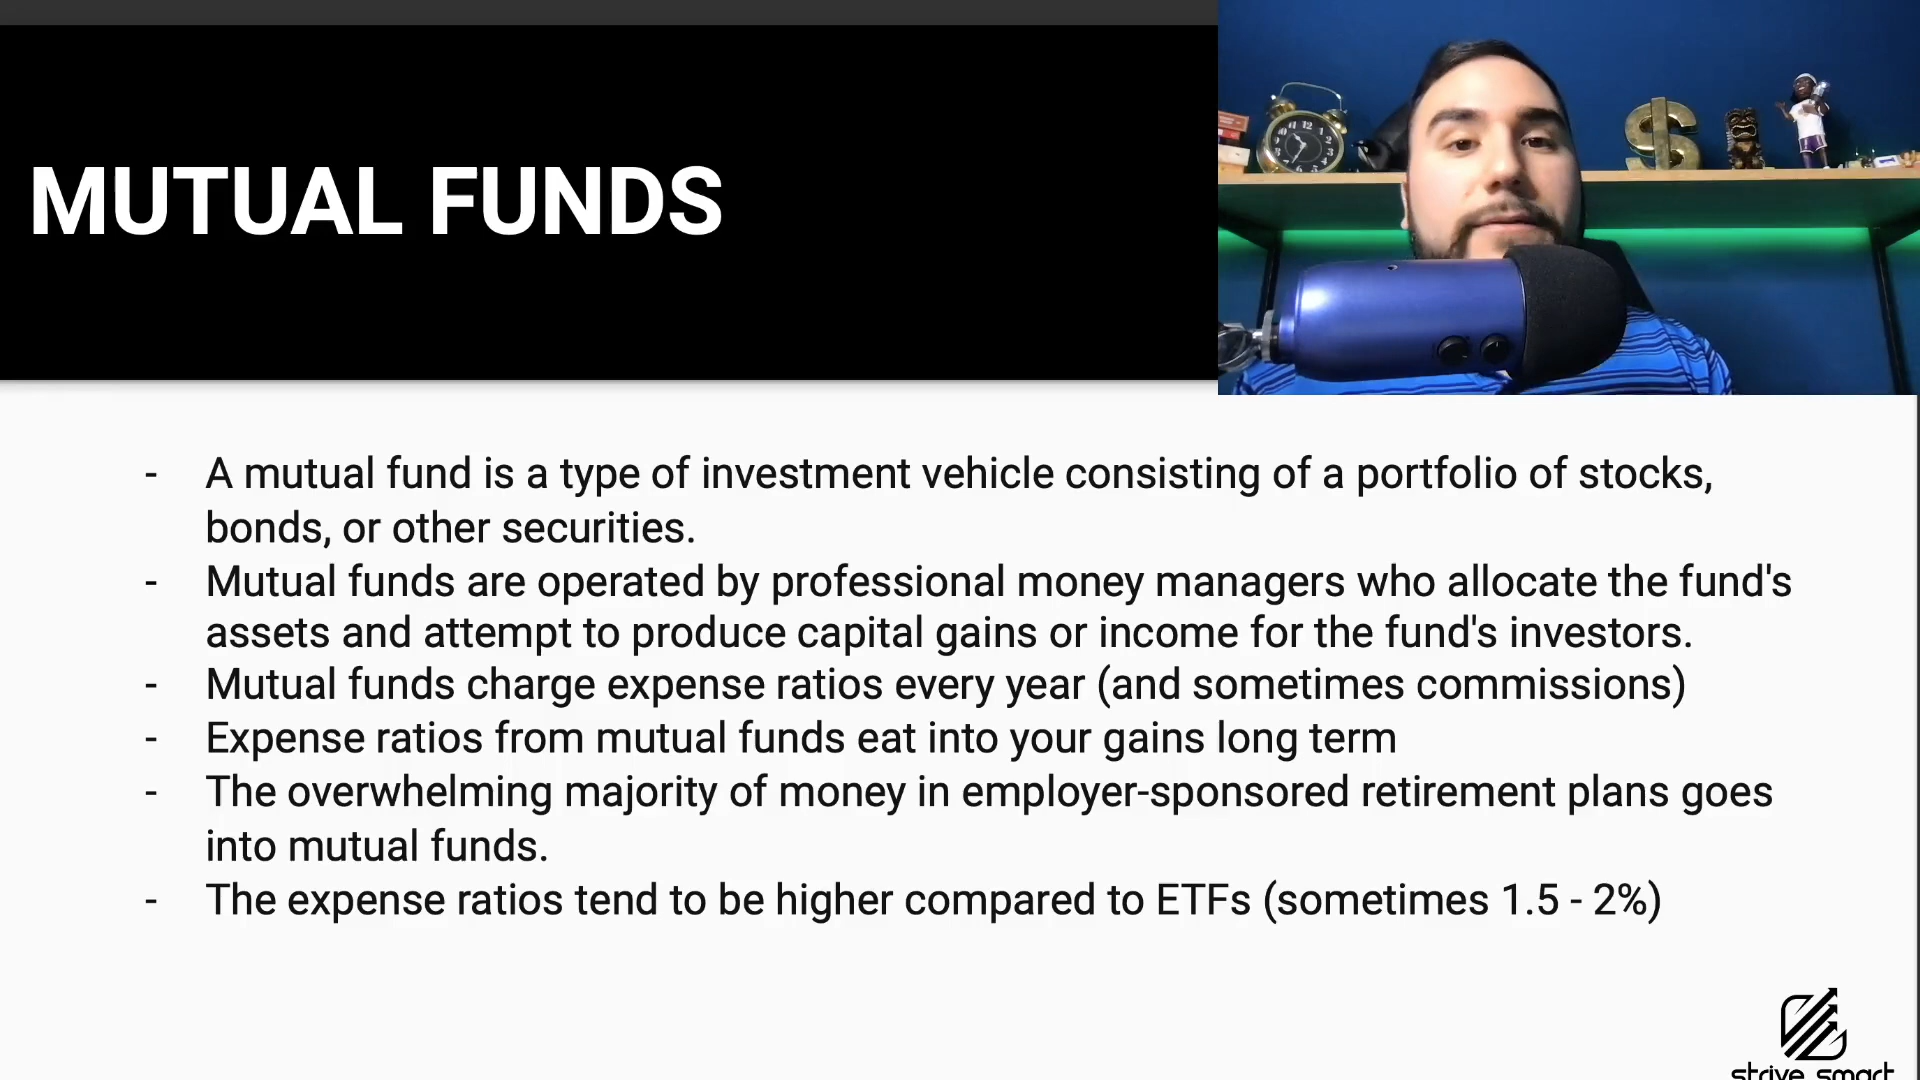 MUTUAL FUNDS
$
- A mutual fund is a type of investment vehicle consisting of a portfolio of stocks,
bonds, or other securities.
- Mutual funds are operated by professional money managers who allocate the fund's
assets and attempt to produce capital gains or income for the fund's investors.
- Mutual funds charge expense ratios every year (and sometimes commissions)
- Expense ratios from mutual funds eat into your gains long term
- The overwhelming majority of money in employer-sponsored retirement plans goes
into mutual funds.
- The expense ratios tend to be higher compared to ETFs (sometimes 1.5 - 2%)
strive smart